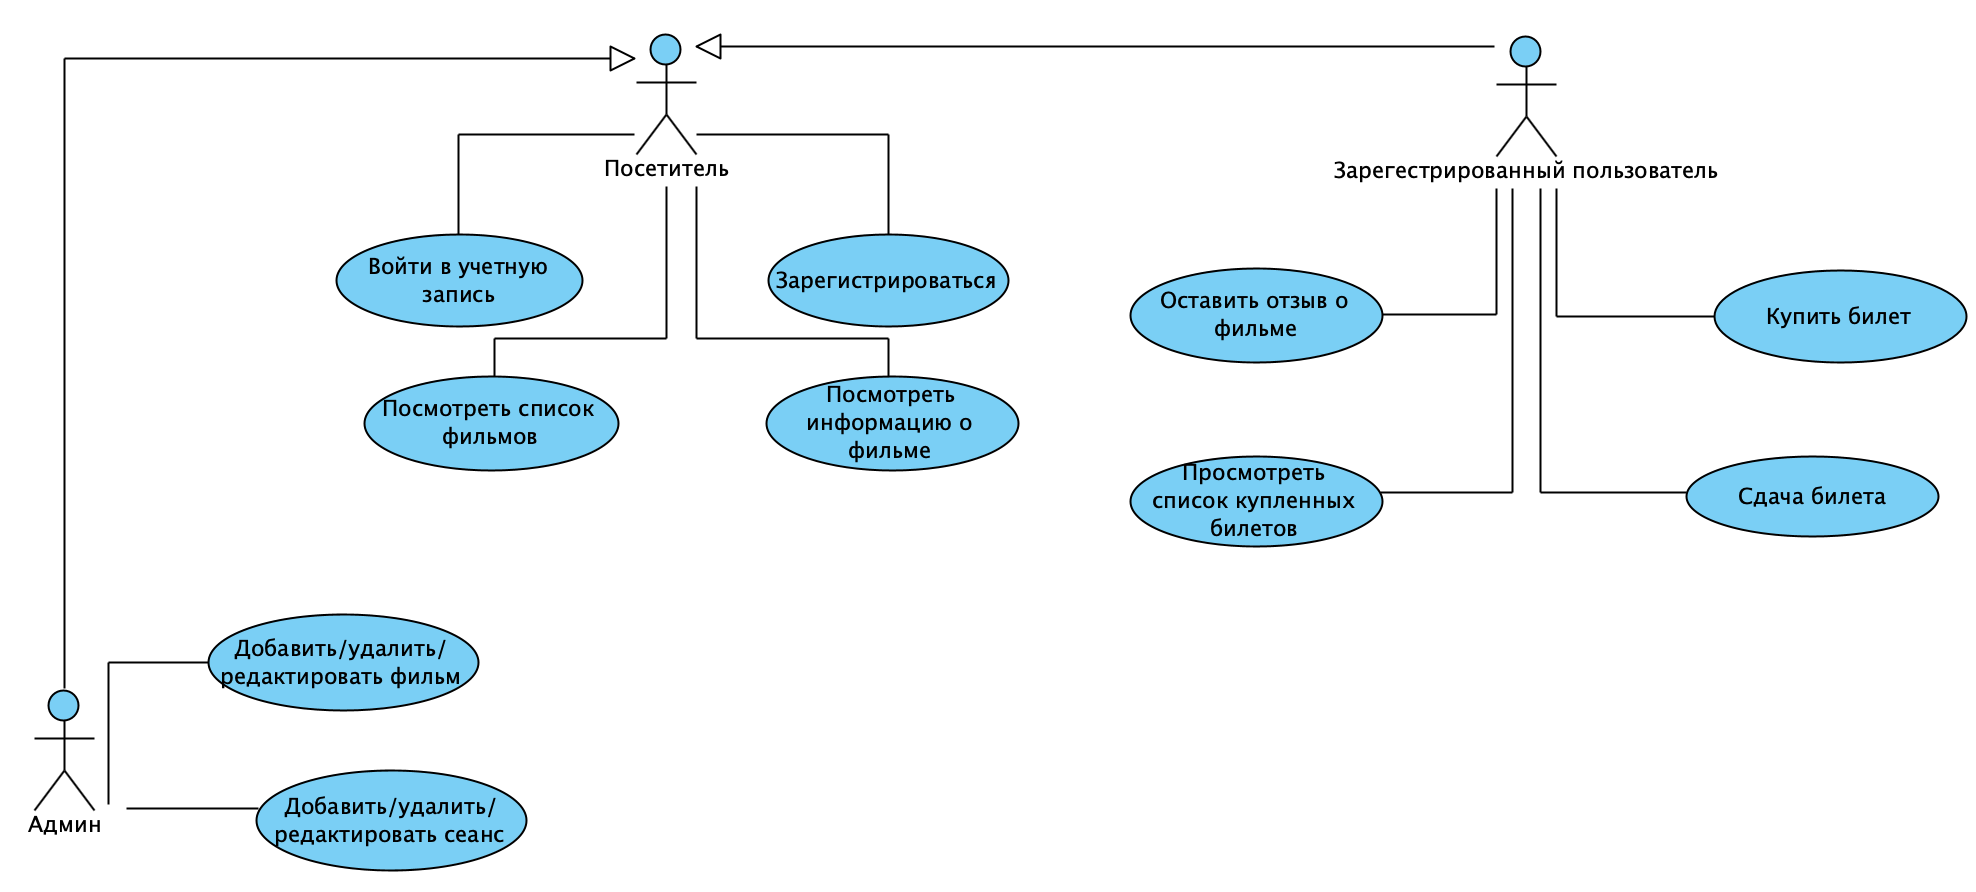 Посетитель
Зарегестрированный пользователь
Войти в учетную
запись
Зарегистрироваться
Оставить отзыв о
фильме
Купить билет
Посмотреть список
фильмов
Посмотреть
информацию о
фильме
Просмотреть
список купленных
билетов
Сдача билета
Добавить/удалить/
редактировать фильм
Админ
Добавить/удалить/
редактировать сеанс